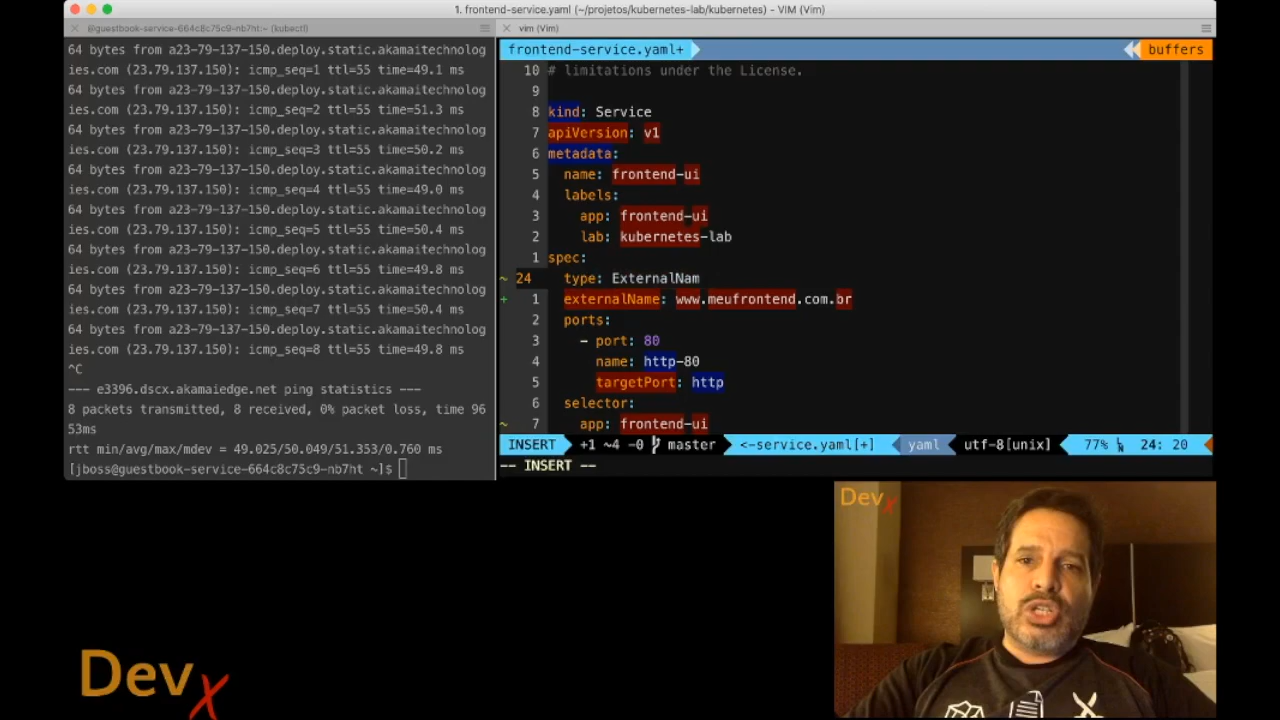 1. frontend-service.yaml (~/projetos/kubernetes-lab/kubernetes) - VIM (Vim)
@guestbook-service-664c8c75c9-nb7ht:~ (kubectl)
64 bytes from a23-79-137-150.deploy.static.akamaitechnolog
ies.com (23.79.137.150): icmp_seq=1 ttl=55 time=49.1 ms
64 bytes from a23-79-137-150.deploy.static.akamaitechnolog
ies.com (23.79.137.150): icmp_seq=2 ttl=55 time=51.3 ms
64 bytes from a23-79-137-150.deploy.static.akamaitechnolog
ies.com (23.79.137.150): icmp_seq=3 ttl=55 time=50.2 ms
64 bytes from a23-79-137-150.deploy.static.akamaitechnolog
ies.com (23.79.137.150): icmp_seq=4 ttl=55 time=49.0 ms
64 bytes from a23-79-137-150.deploy.static.akamaitechnolog
ies.com (23.79.137.150): icmp_seq=5 ttl=55 time=50.4 ms
64 bytes from a23-79-137-150.deploy.static.akamaitechnolog
ies.com (23.79.137.150): icmp_seq=6 ttl=55 time=49.8 ms
64 bytes from a23-79-137-150.deploy.static.akamaitechnolog
ies.com (23.79.137.150): icmp_seq=7 ttl=55 time=50.4 ms
64 bytes from a23-79-137-150.deploy.static.akamaitechnolog
ies.com (23.79.137.150): icmp_seq=8 ttl=55 time=49.8 ms
^C
--- e3396.dscx.akamaiedge.net ping statistics ---
8 packets transmitted, 8 received, 0% packet loss, time 96
53ms
rtt min/avg/max/mdev = 49.025/50.049/51.353/0.760 ms
[jboss@guestbook-service-664c8c75c9-nb7ht ~]$
vim (Vim)
frontend-service.yaml+ buffers
10 # limitations under the License.
9
8 kind: Service
7 apiVersion: v1
6 metadata:
5 name: frontend-ui
4 labels:
3 app: frontend-ui
2 lab: kubernetes-lab
1 spec:
~ 24 type: ExternalNam
+ 1 externalName: www.meufrontend.com.br
2 ports:
3 - port: 80
4 name: http-80
5 targetPort: http
6 selector:
~ 7 app: frontend-ui
INSERT +1 ~4 -0 master <-service.yaml[+] yaml utf-8[unix] 77% 24: 20
-- INSERT --
Dev x
Dev x